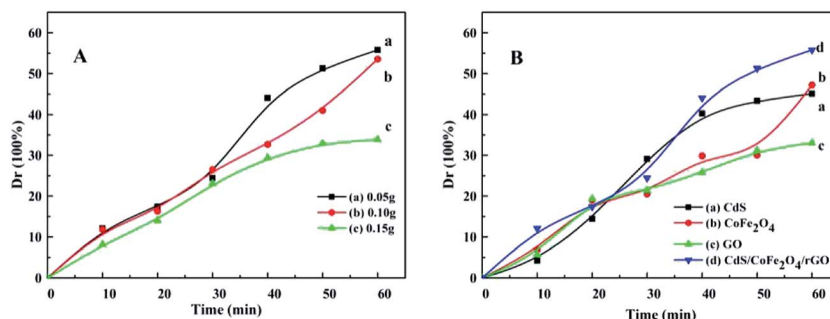 A
Dr (100%)
60
50
40
30
20
10
0
a
b
c
(a) 0.05g
(b) 0.10g
(c) 0.15g
0 10 20 30 40 50 60
Time (min)
B
Dr (100%)
60
50
40
30
20
10
0
d
b
a
c
(a) CdS
(b) CoFe₂O₄
(c) GO
(d) CdS/CoFe₂O₄/rGO
0 10 20 30 40 50 60
Time (min)